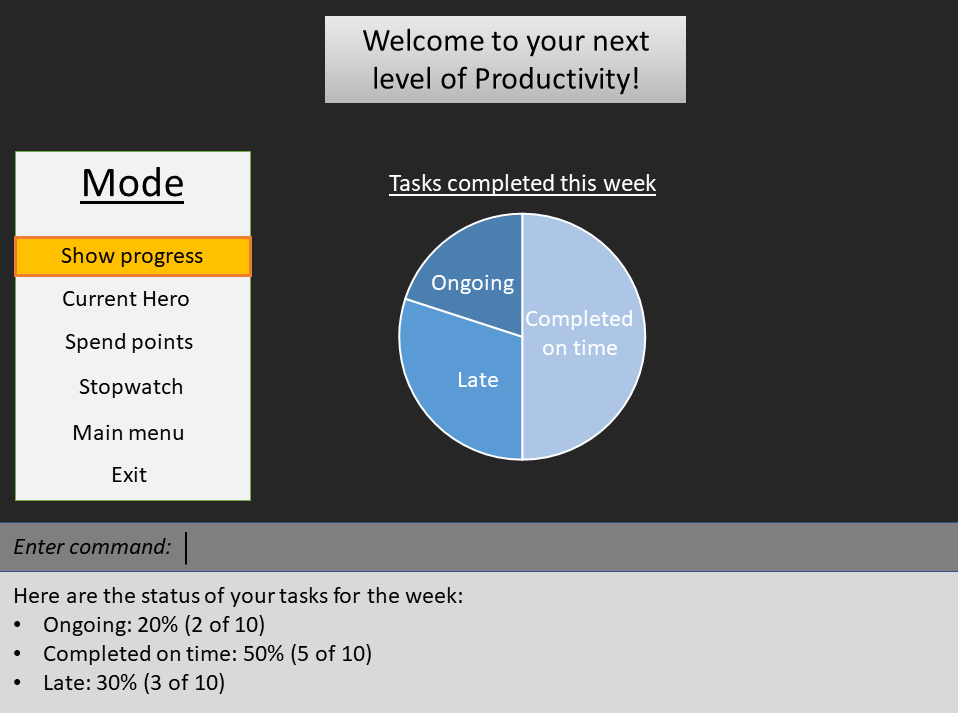 Welcome to your next
level of Productivity!
Mode
Show progress
Current Hero
Spend points
Stopwatch
Main menu
Exit
Tasks completed this week
Ongoing
Completed
on time
Late
Enter command:
Here are the status of your tasks for the week:
• Ongoing: 20% (2 of 10)
• Completed on time: 50% (5 of 10)
• Late: 30% (3 of 10)